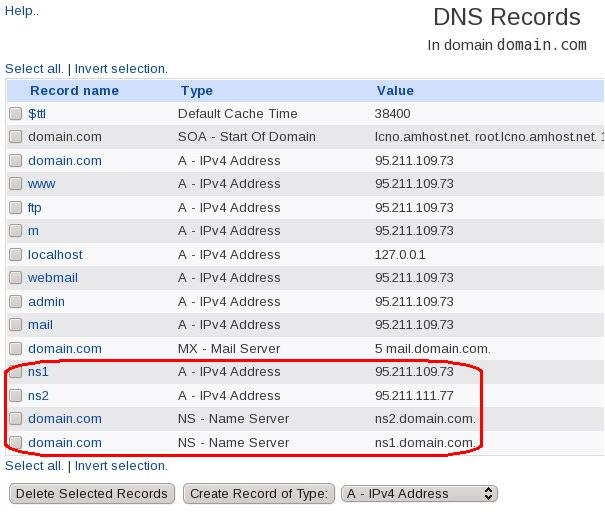 Help..
DNS Records
In domain domain.com
Select all. | Invert selection.
Record name Type Value
$ttl Default Cache Time 38400
domain.com SOA - Start Of Domain lcno.amhost.net. root.lcno.amhost.net. 1
domain.com A - IPv4 Address 95.211.109.73
www A - IPv4 Address 95.211.109.73
ftp A - IPv4 Address 95.211.109.73
m A - IPv4 Address 95.211.109.73
localhost A - IPv4 Address 127.0.0.1
webmail A - IPv4 Address 95.211.109.73
admin A - IPv4 Address 95.211.109.73
mail A - IPv4 Address 95.211.109.73
domain.com MX - Mail Server 5 mail.domain.com.
ns1 A - IPv4 Address 95.211.109.73
ns2 A - IPv4 Address 95.211.111.77
domain.com NS - Name Server ns2.domain.com.
domain.com NS - Name Server ns1.domain.com.
Select all. | Invert selection.
Delete Selected Records Create Record of Type: A - IPv4 Address